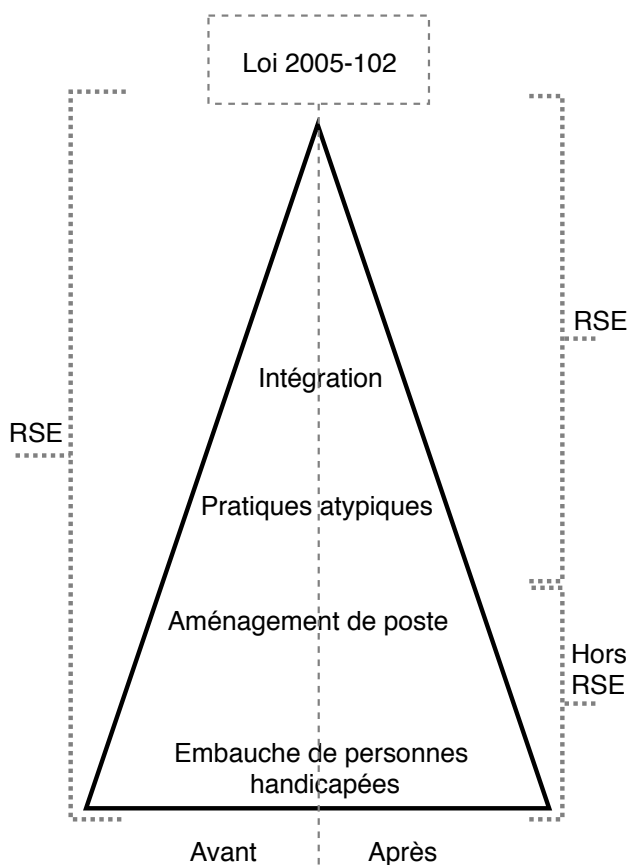 Loi 2005-102
RSE
Intégration
RSE
Pratiques atypiques
Aménagement de poste
Hors
RSE
Embauche de personnes
handicapées
Avant
Après